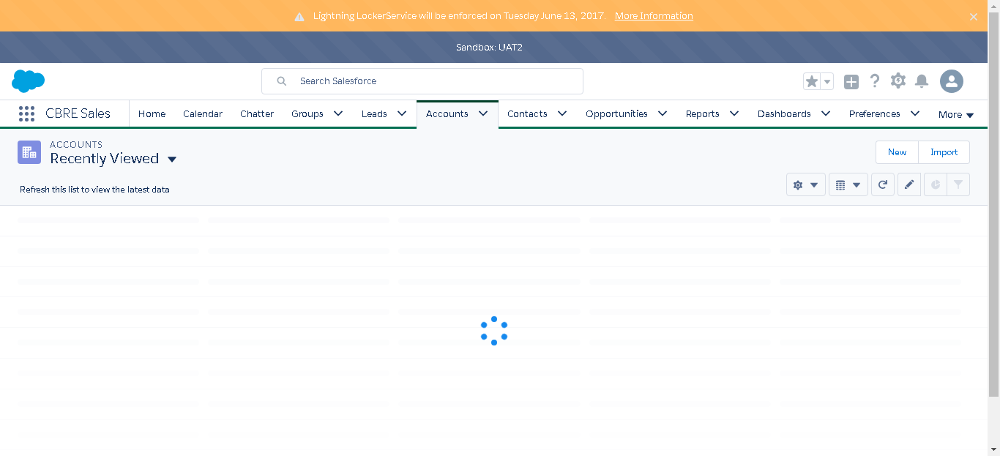 Lightning LockerService will be enforced on Tuesday June 13, 2017. More Information
Sandbox: UAT2
Search Salesforce
CBRE Sales Home Calendar Chatter Groups Leads Accounts Contacts Opportunities Reports Dashboards Preferences More
ACCOUNTS
Recently Viewed
New Import
Refresh this list to view the latest data